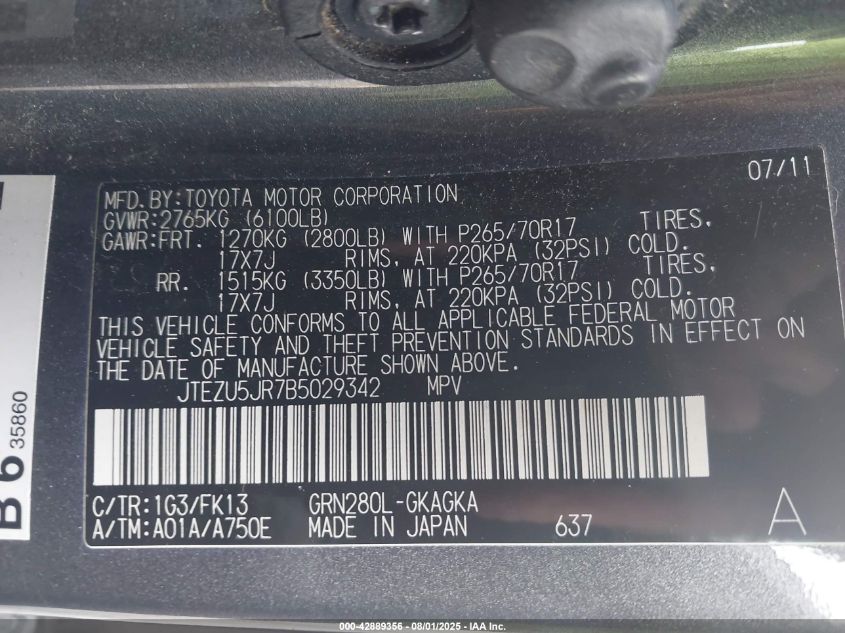 07/11
MFD. BY: TOYOTA MOTOR CORPORATION
GVWR: 2765KG (6100LB)
GAWR: FRT. 1270KG (2800LB) WITH P265/70R17 TIRES,
17X7J RIMS, AT 220KPA (32PSI) COLD.
RR. 1515KG (3350LB) WITH P265/70R17 TIRES,
17X7J RIMS, AT 220KPA (32PSI) COLD.
THIS VEHICLE CONFORMS TO ALL APPLICABLE FEDERAL MOTOR
VEHICLE SAFETY AND THEFT PREVENTION STANDARDS IN EFFECT ON
THE DATE OF MANUFACTURE SHOWN ABOVE.
JTEZU5JR7B5029342 MPV
C/TR: 1G3/FK13 GRN280L-GKAGKA
A/TM: A01A/A750E MADE IN JAPAN 637 A
B 6 35860
000-42889356 - 08/01/2025 - IAA Inc.